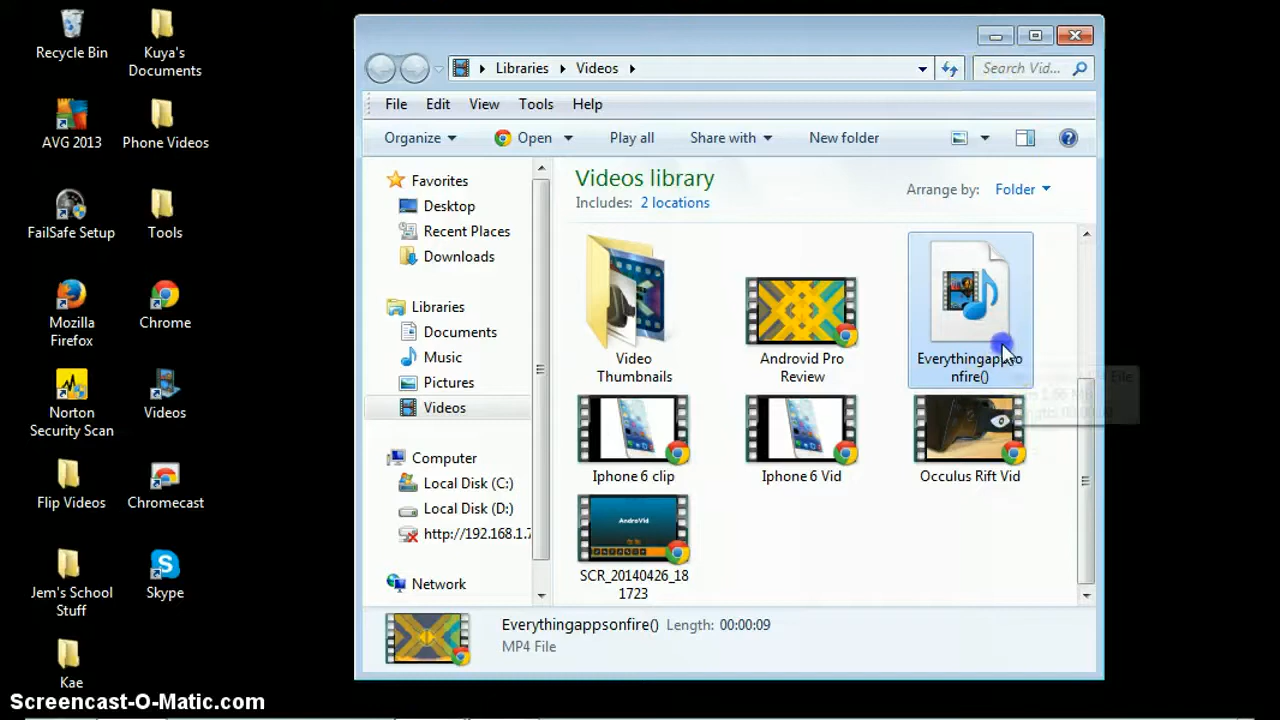 Recycle Bin
Kuya's
Documents
AVG 2013
Phone Videos
FailSafe Setup
Tools
Mozilla
Firefox
Chrome
Norton
Security Scan
Videos
Flip Videos
Chromecast
Jem's School
Stuff
Skype
Kae
Libraries
Videos
Search Vid...
File
Edit
View
Tools
Help
Organize
Open
Play all
Share with
New folder
Favorites
Desktop
Recent Places
Downloads
Libraries
Documents
Music
Pictures
Videos
Computer
Local Disk (C:)
Local Disk (D:)
http://192.168.1.7
Network
Videos library
Includes: 2 locations
Arrange by: Folder
Video
Thumbnails
Androvid Pro
Review
Everythingappso
nfire()
Iphone 6 clip
Iphone 6 Vid
Occulus Rift Vid
AndroVid
SCR_20140426_18
1723
Everythingappsonfire() Length: 00:00:09
MP4 File
Screencast-O-Matic.com